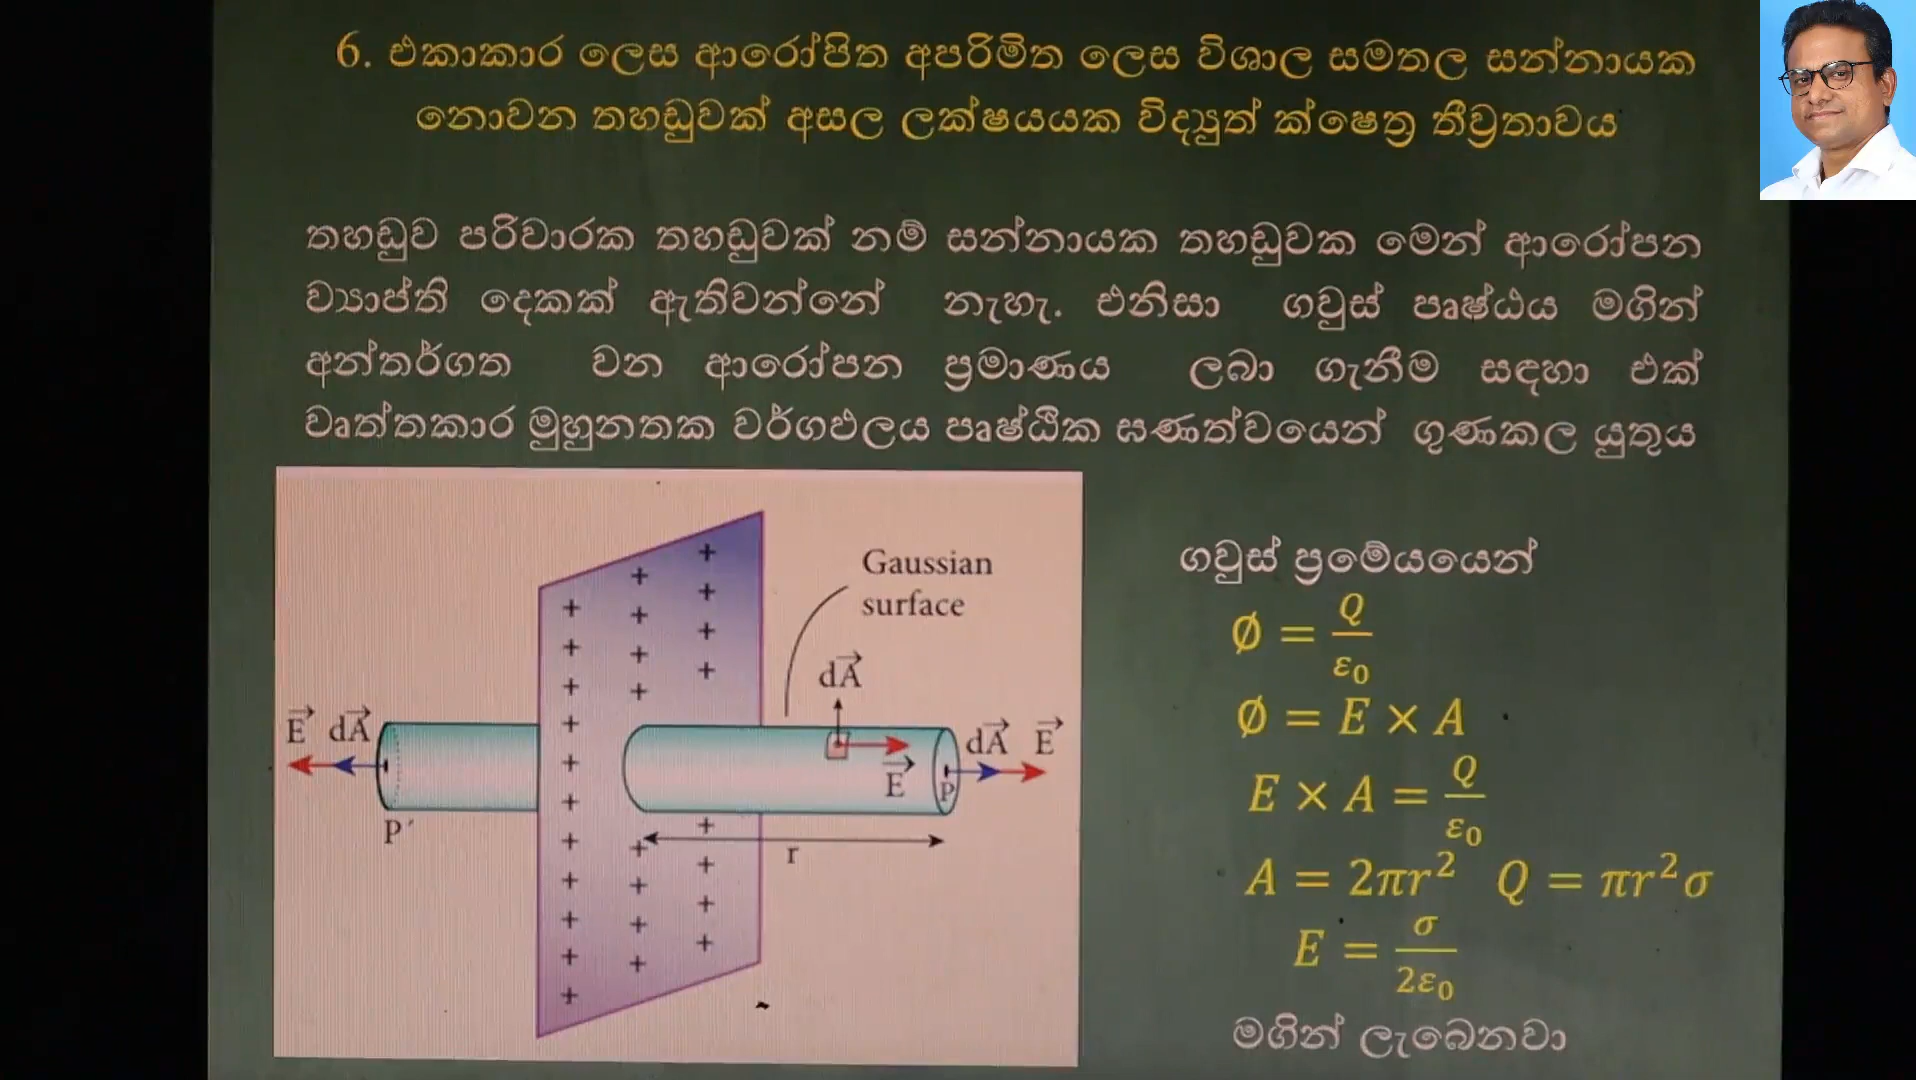 6. ඒකාකාර ලෙස ආරෝපිත අපරිමිත ලෙස විශාල සමතල සන්නායක
නොවන තහඩුවක් අසල ලක්ෂයයක විද්‍යුත් ක්ෂෙත්‍ර තීව්‍රතාවය
තහඩුව පරිවාරක තහඩුවක් නම් සන්නායක තහඩුවක මෙන් ආරෝපන
ව්‍යාප්ති දෙකක් ඇතිවන්නේ නැහැ. එනිසා ගවුස් පෘෂ්ඨය මගින්
අන්තර්ගත වන ආරෝපන ප්‍රමාණය ලබා ගැනීම සඳහා එක්
වෘත්තකාර මුහුනතක වර්ගඵලය පෘෂ්ඨික ඝණත්වයෙන් ගුණකල යුතුය
Gaussian
surface
dA⃗
E⃗ dA⃗
dA⃗ E⃗
E⃗
P
P′
r
ගවුස් ප්‍රමේයයෙන්
∅ = Q/ε₀
∅ = E × A
E × A = Q/ε₀
A = 2πr² Q = πr²σ
E = σ/2ε₀
මගින් ලැබෙනවා